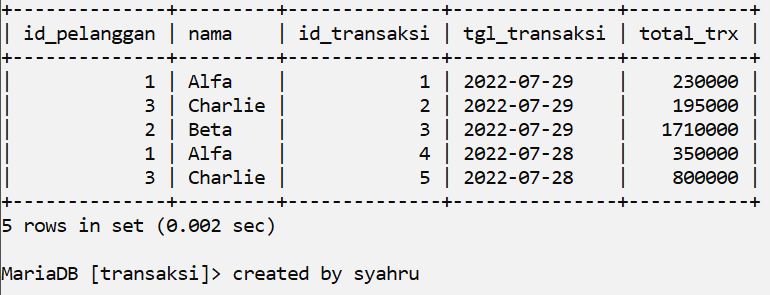 +--------------+---------+--------------+---------------+-----------+
| id_pelanggan | nama    | id_transaksi | tgl_transaksi | total_trx |
+--------------+---------+--------------+---------------+-----------+
|            1 | Alfa    |            1 | 2022-07-29    |    230000 |
|            3 | Charlie |            2 | 2022-07-29    |    195000 |
|            2 | Beta    |            3 | 2022-07-29    |   1710000 |
|            1 | Alfa    |            4 | 2022-07-28    |    350000 |
|            3 | Charlie |            5 | 2022-07-28    |    800000 |
+--------------+---------+--------------+---------------+-----------+
5 rows in set (0.002 sec)
MariaDB [transaksi]> created by syahru